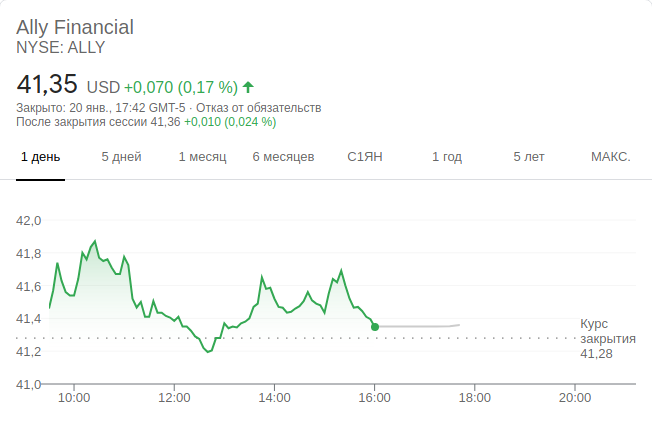 Ally Financial
NYSE: ALLY
41,35 USD +0,070 (0,17 %)
Закрыто: 20 янв., 17:42 GMT-5 · Отказ от обязательств
После закрытия сессии 41,36 +0,010 (0,024 %)
1 день 5 дней 1 месяц 6 месяцев С1ЯН 1 год 5 лет МАКС.
42,0
41,8
41,6
41,4
41,2
41,0
Курс
закрытия
41,28
10:00 12:00 14:00 16:00 18:00 20:00